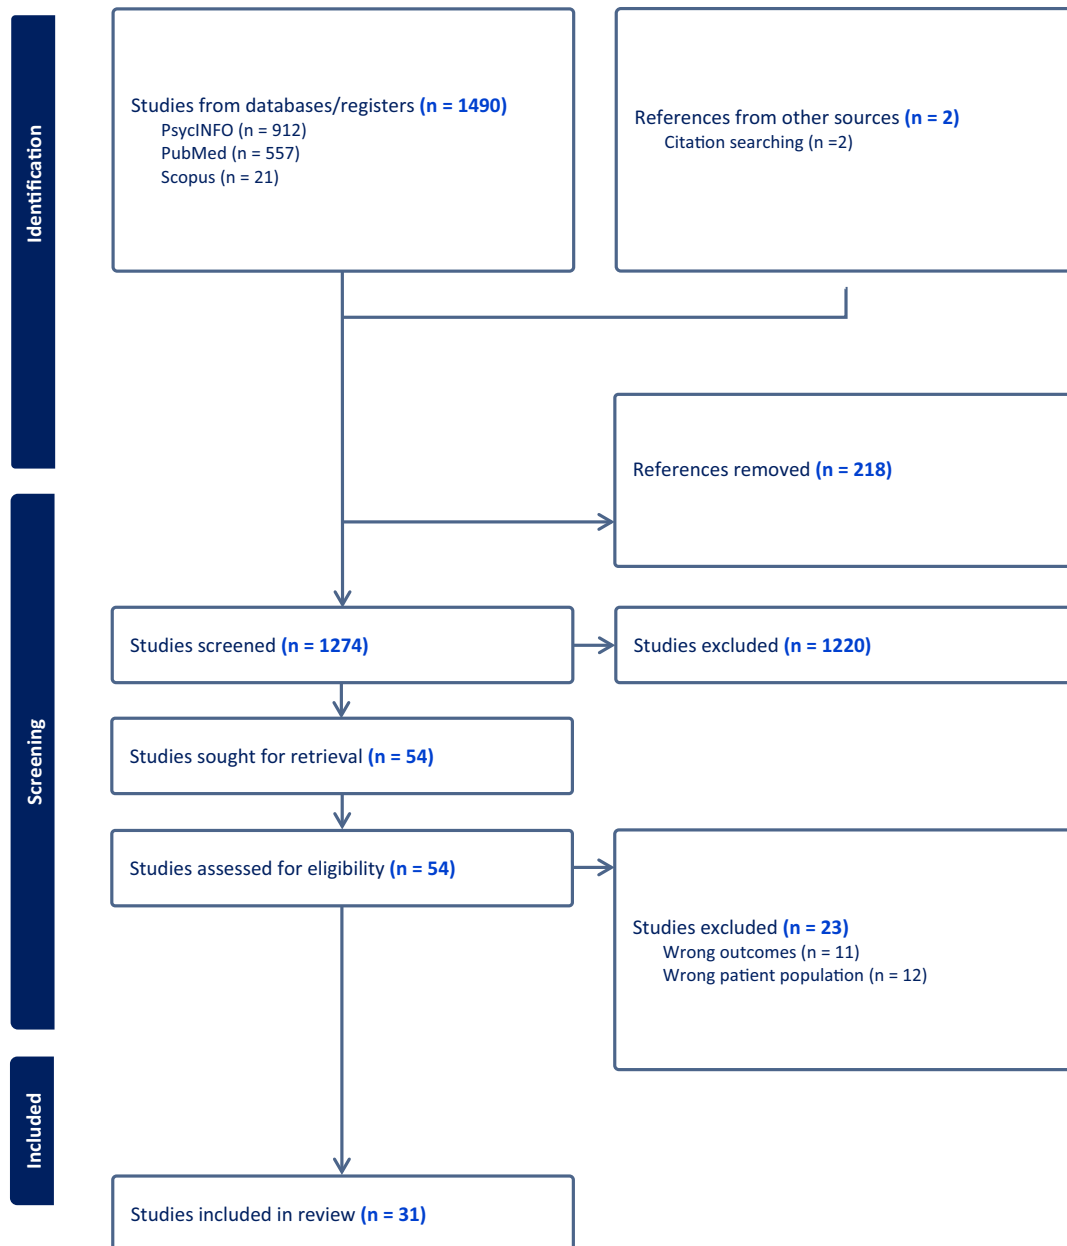 Identification
Studies from databases/registers (n = 1490)
PsycINFO (n = 912)
PubMed (n = 557)
Scopus (n = 21)
References from other sources (n = 2)
Citation searching (n =2)
References removed (n = 218)
Screening
Studies screened (n = 1274)
Studies excluded (n = 1220)
Studies sought for retrieval (n = 54)
Studies assessed for eligibility (n = 54)
Studies excluded (n = 23)
Wrong outcomes (n = 11)
Wrong patient population (n = 12)
Included
Studies included in review (n = 31)